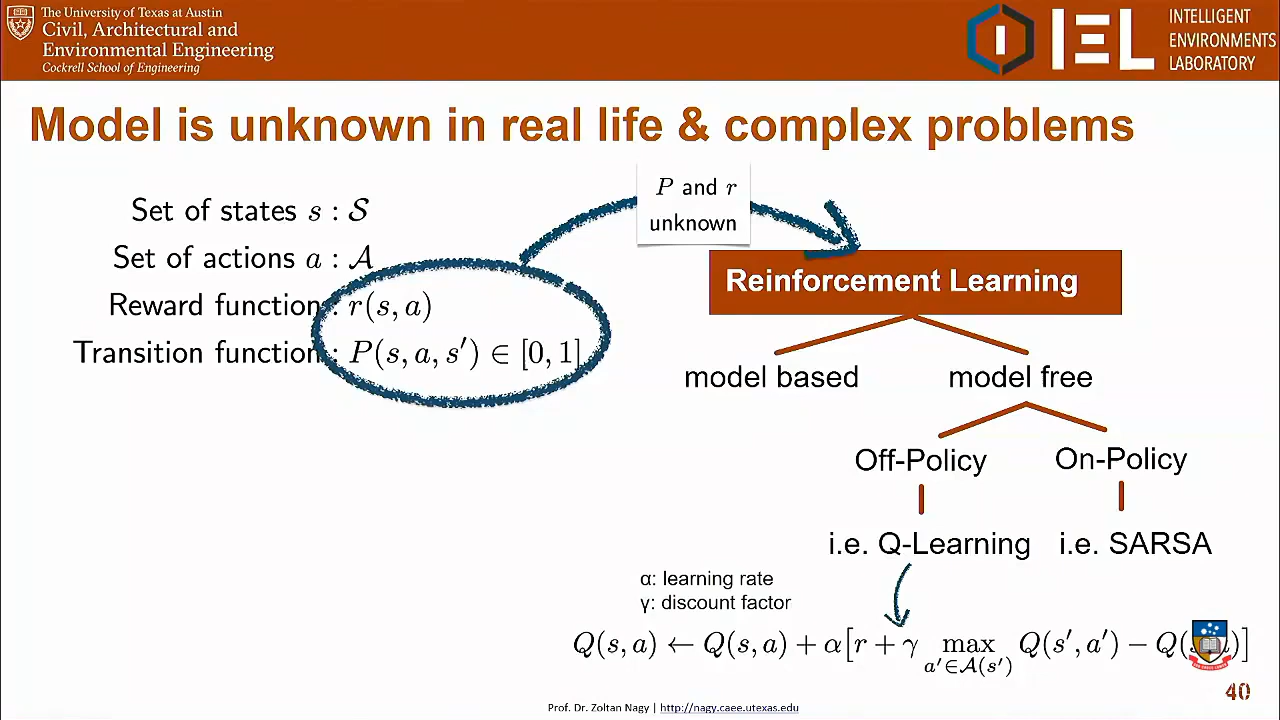 The University of Texas at Austin
Civil, Architectural and
Environmental Engineering
Cockrell School of Engineering
I
IEL
INTELLIGENT
ENVIRONMENTS
LABORATORY
Model is unknown in real life & complex problems
Set of states s : 𝒮
Set of actions a : 𝒜
Reward function : r(s, a)
Transition function : P(s, a, s′) ∈ [0, 1]
P and r
unknown
Reinforcement Learning
model based
model free
Off-Policy
On-Policy
i.e. Q-Learning
i.e. SARSA
α: learning rate
γ: discount factor
Q(s, a) ← Q(s, a) + α[r + γ max_{a′∈𝒜(s′)} Q(s′, a′) − Q( )]
40
Prof. Dr. Zoltan Nagy | http://nagy.caee.utexas.edu